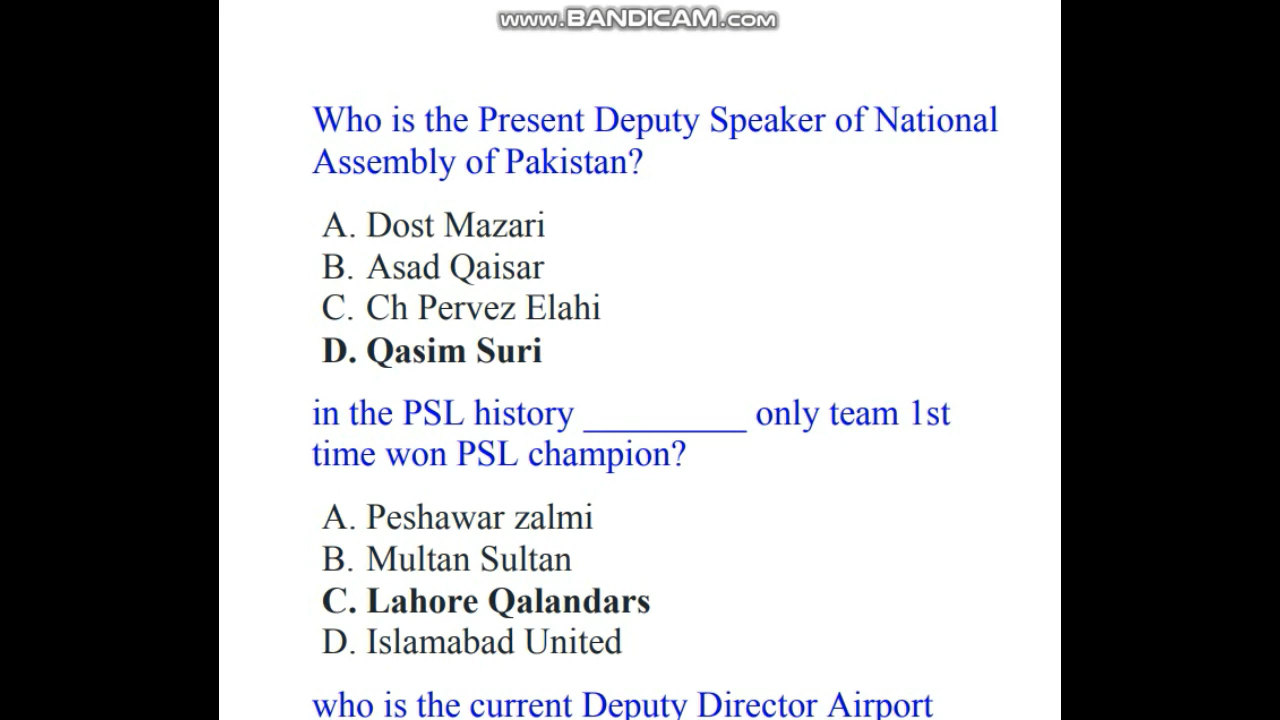 www.BANDICAM.com
Who is the Present Deputy Speaker of National
Assembly of Pakistan?
A. Dost Mazari
B. Asad Qaisar
C. Ch Pervez Elahi
D. Qasim Suri
in the PSL history _________ only team 1st
time won PSL champion?
A. Peshawar zalmi
B. Multan Sultan
C. Lahore Qalandars
D. Islamabad United
who is the current Deputy Director Airport